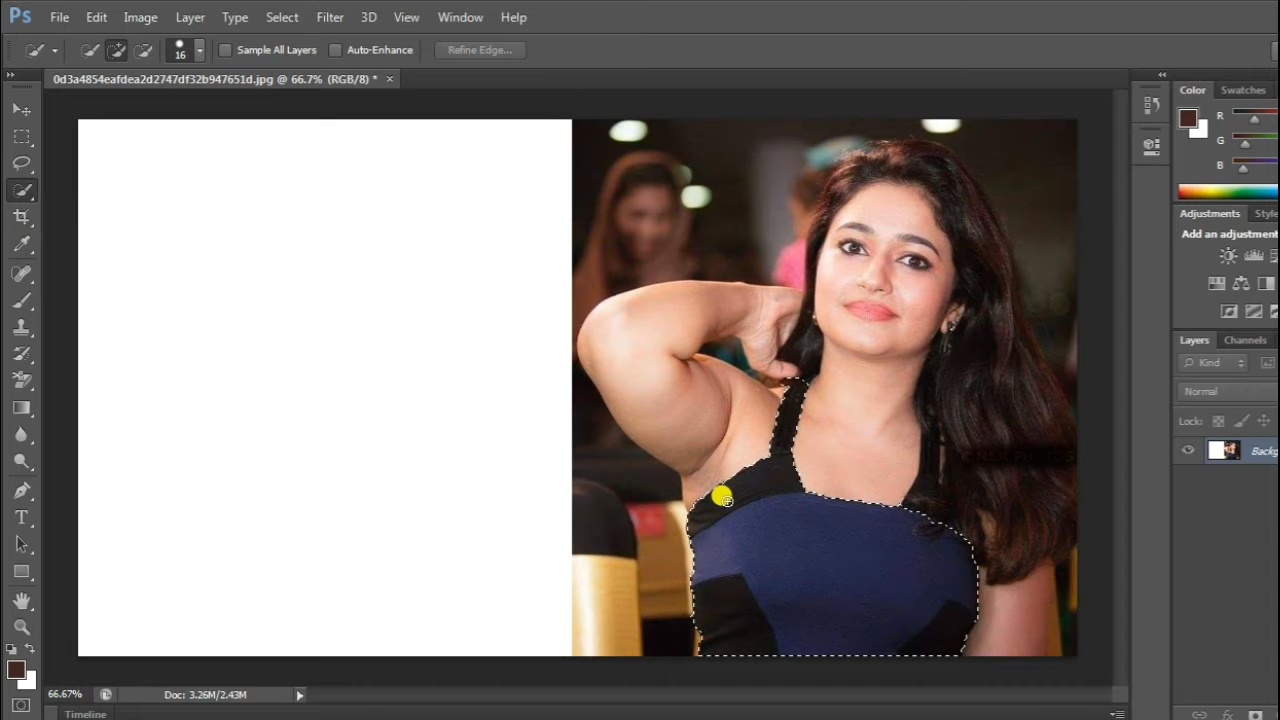 Ps File Edit Image Layer Type Select Filter 3D View Window Help
16 Sample All Layers Auto-Enhance Refine Edge...
0d3a4854eafdea2d2747df32b947651d.jpg @ 66.7% (RGB/8) * ×
Color Swatches
R
G
B
Adjustments Style
Add an adjustment
Layers Channels
Kind
Normal
Lock:
Backg
66.67% Doc: 3.26M/2.43M
Timeline